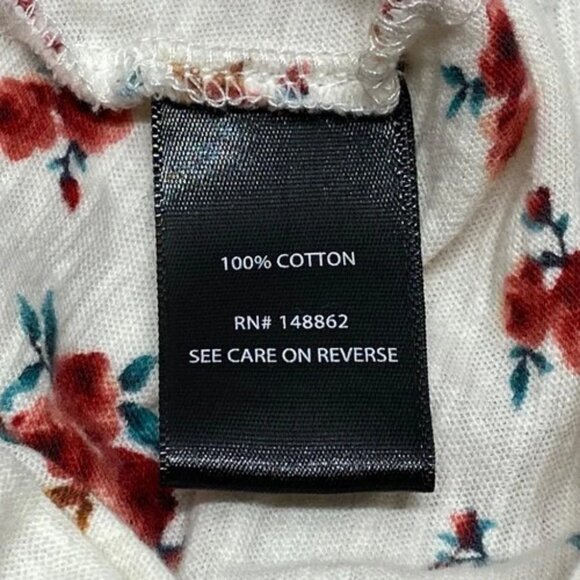 100% COTTON
RN# 148862
SEE CARE ON REVERSE